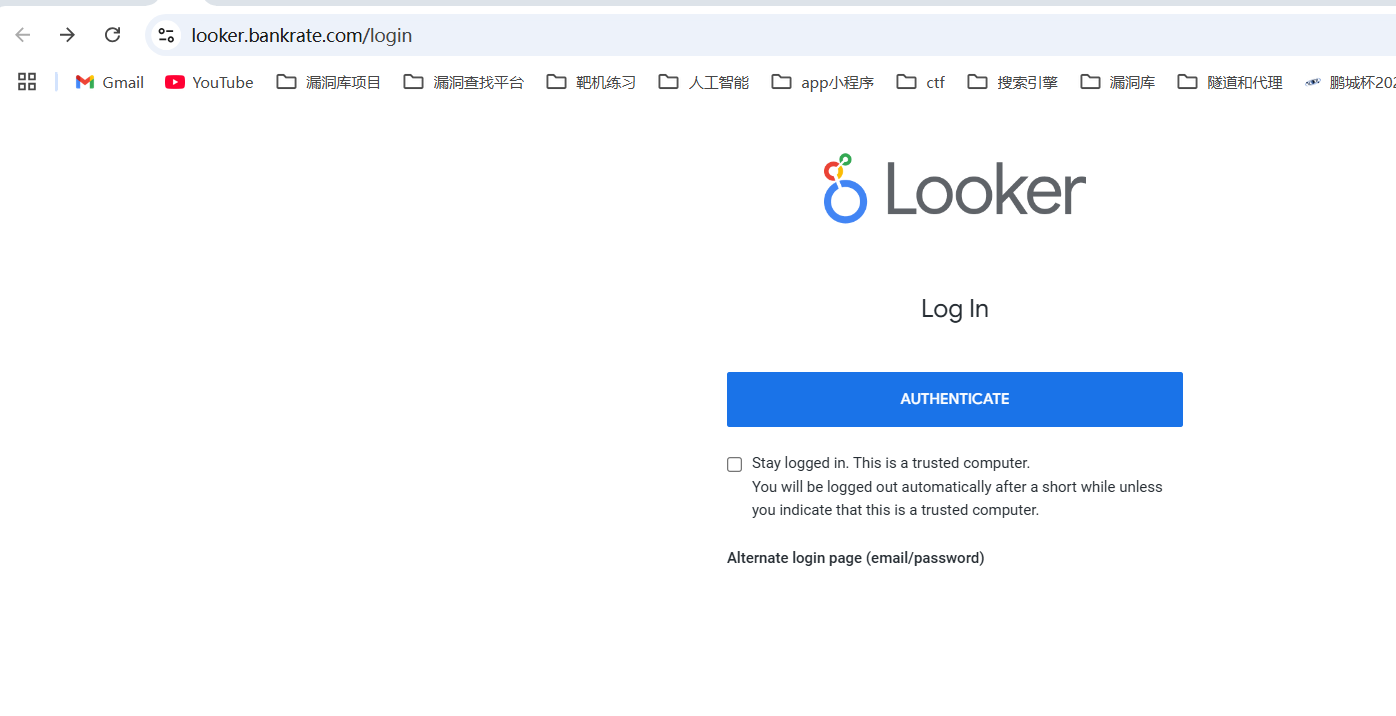 looker.bankrate.com/login
Gmail YouTube 漏洞库项目 漏洞查找平台 靶机练习 人工智能 app小程序 ctf 搜索引擎 漏洞库 隧道和代理 鹏城杯202
Looker
Log In
AUTHENTICATE
Stay logged in. This is a trusted computer.
You will be logged out automatically after a short while unless
you indicate that this is a trusted computer.
Alternate login page (email/password)